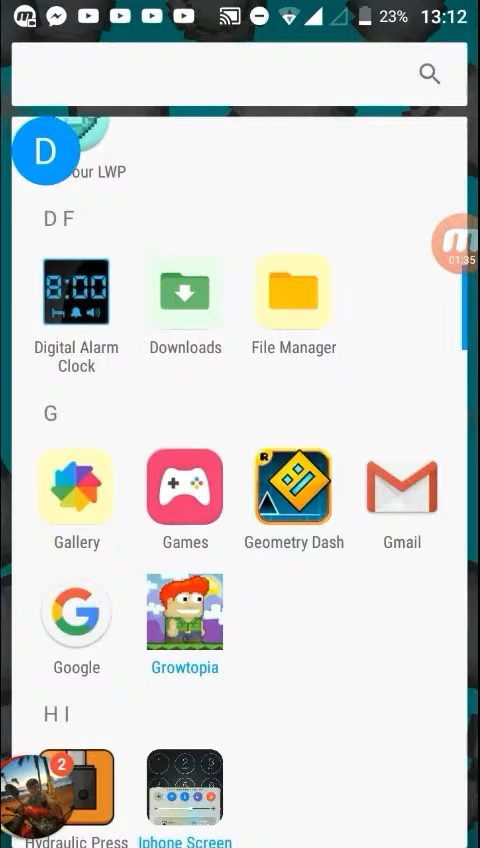 23% 13:12
D
our LWP
D F
01:35
8:00
Digital Alarm
Clock
Downloads
File Manager
G
Gallery
Games
Geometry Dash
Gmail
Google
Growtopia
H I
2
Hydraulic Press
Iphone Screen